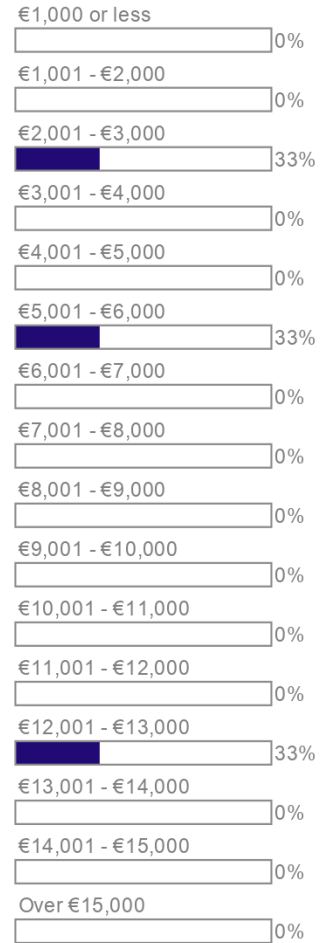 €1,000 or less
0%
€1,001 - €2,000
0%
€2,001 - €3,000
33%
€3,001 - €4,000
0%
€4,001 - €5,000
0%
€5,001 - €6,000
33%
€6,001 - €7,000
0%
€7,001 - €8,000
0%
€8,001 - €9,000
0%
€9,001 - €10,000
0%
€10,001 - €11,000
0%
€11,001 - €12,000
0%
€12,001 - €13,000
33%
€13,001 - €14,000
0%
€14,001 - €15,000
0%
Over €15,000
0%